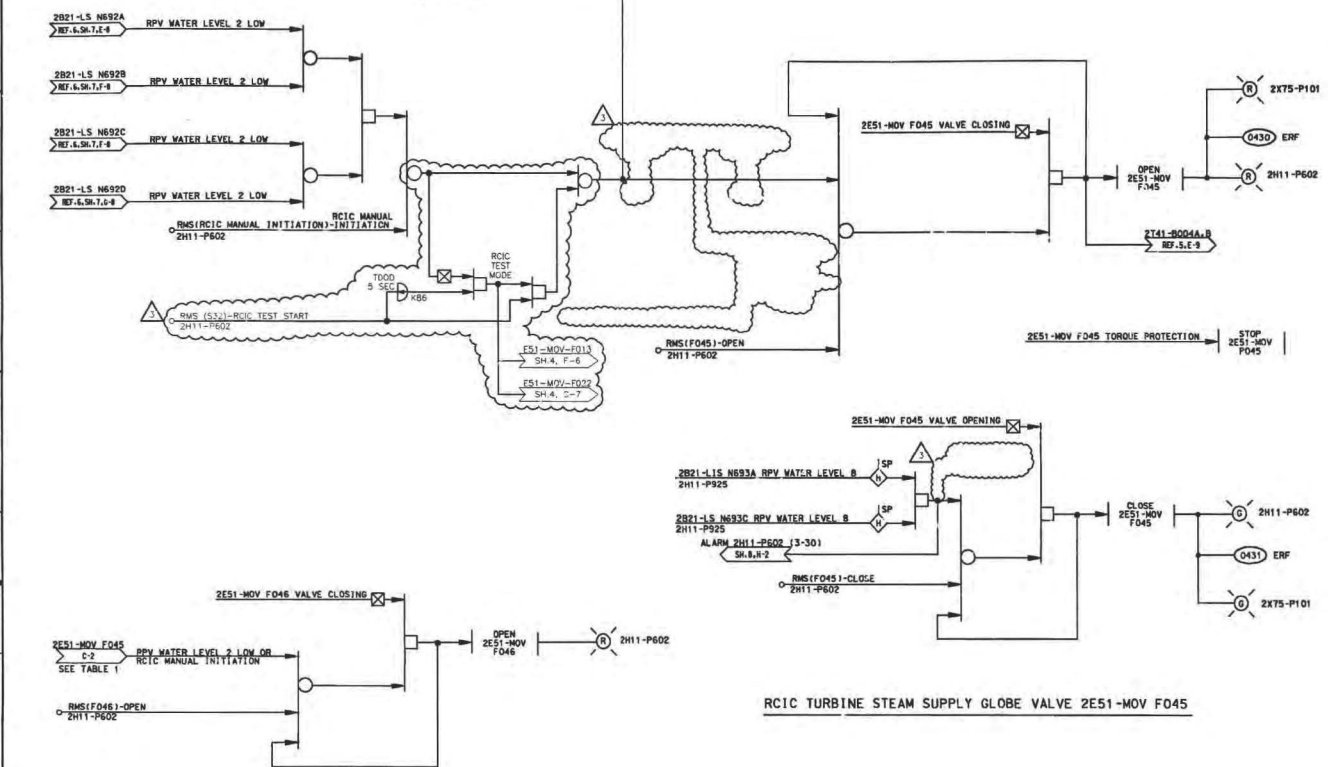 2B21-LS N692A
REF.6,SH.7,E-8
RPV WATER LEVEL 2 LOW
2B21-LS N692B
REF.6,SH.7,F-8
RPV WATER LEVEL 2 LOW
2B21-LS N692C
REF.6,SH.7,F-8
RPV WATER LEVEL 2 LOW
2B21-LS N692D
REF.6,SH.7,G-8
RPV WATER LEVEL 2 LOW
RCIC MANUAL
RMS(RCIC MANUAL INITIATION)-INITIATION
2H11-P602
3
RMS (S32)-RCIC TEST START
2H11-P602
TDOD
5 SEC
K86
RCIC
TEST
MODE
E51-MOV-F013
SH.4, F-6
E51-MOV-F022
SH.4, -7
3
RMS(F045)-OPEN
2H11-P602
2E51-MOV F045 VALVE CLOSING
OPEN
2E51-MOV
F045
R 2X75-P101
0430 ERF
R 2H11-P602
2T41-B004A,B
REF.5,E-9
2E51-MOV F045 TORQUE PROTECTION
STOP
2E51-MOV
F045
2E51-MOV F045 VALVE OPENING
3
2B21-LIS N693A RPV WATER LEVEL 8
2H11-P925
SP
H
2B21-LS N693C RPV WATER LEVEL 8
2H11-P925
SP
H
ALARM 2H11-P602 (3-30)
SH.8,H-2
RMS(F045)-CLOSE
2H11-P602
CLOSE
2E51-MOV
F045
G 2H11-P602
0431 ERF
G 2X75-P101
2E51-MOV F046 VALVE CLOSING
2E51-MOV F045
C-2
SEE TABLE 1
RPV WATER LEVEL 2 LOW OR
RCIC MANUAL INITIATION
RMS(F046)-OPEN
2H11-P602
OPEN
2E51-MOV
F046
R 2H11-P602
RCIC TURBINE STEAM SUPPLY GLOBE VALVE 2E51-MOV F045